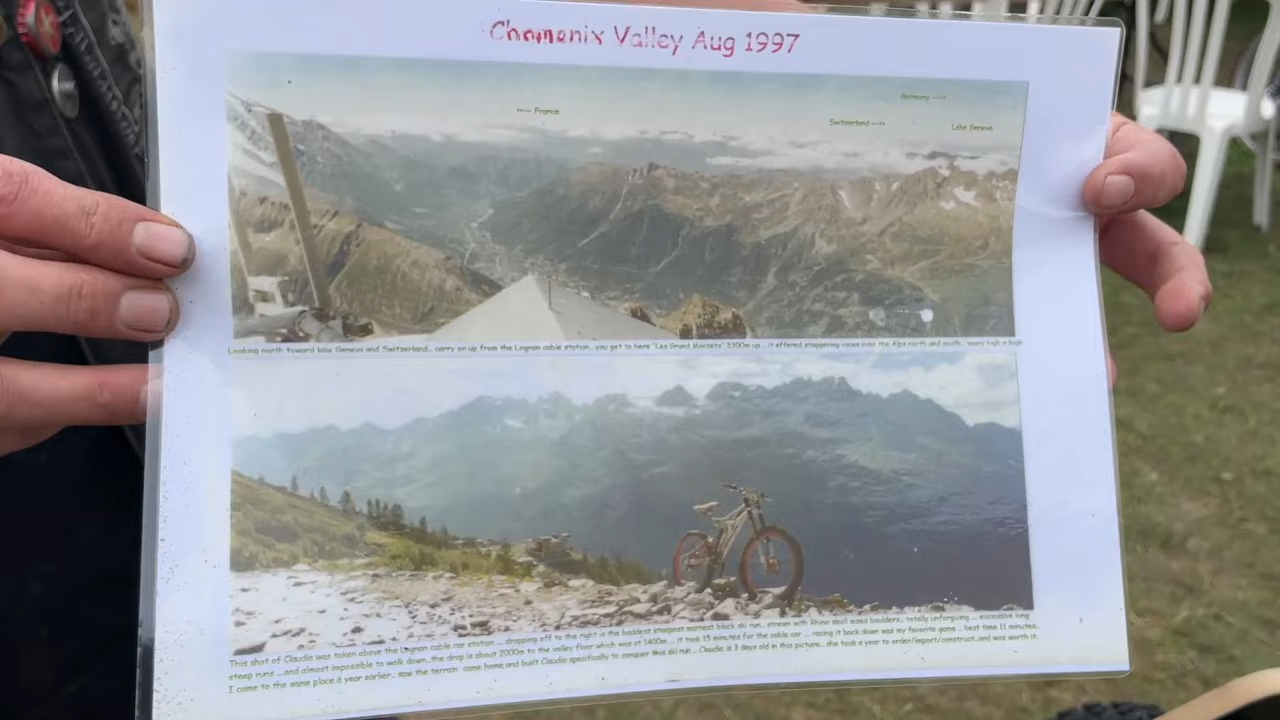 Chamonix Valley Aug 1997
<--- France
Germany --->
Switzerland --->
Lake Geneva
Looking north toward lake Geneva and Switzerland.. carry on up from the Lognan cable station.. you get to here 'Les Grand Montets' 3300m up .. it offered staggering views over the Alps north and south..
This shot of Claudia was taken above the Lognan cable car station ... dropping off to the right is the baddest steepest nastiest black ski run.. strewn with Rhino skull sized boulders.. totally unforgiving ... excessive long
steep runs ...and almost impossible to walk down..the drop is about 2000m to the valley floor which was at 1400m ... it took 15 minutes for the cable car ... racing it back down was my favorite game .. best time 11 minutes..
I came to the same place a year earlier.. saw the terrain come home,and built Claudia specifically to conquer this ski run .. Claudia is 3 days old in this picture.. she took a year to order/import/construct..and was worth it.